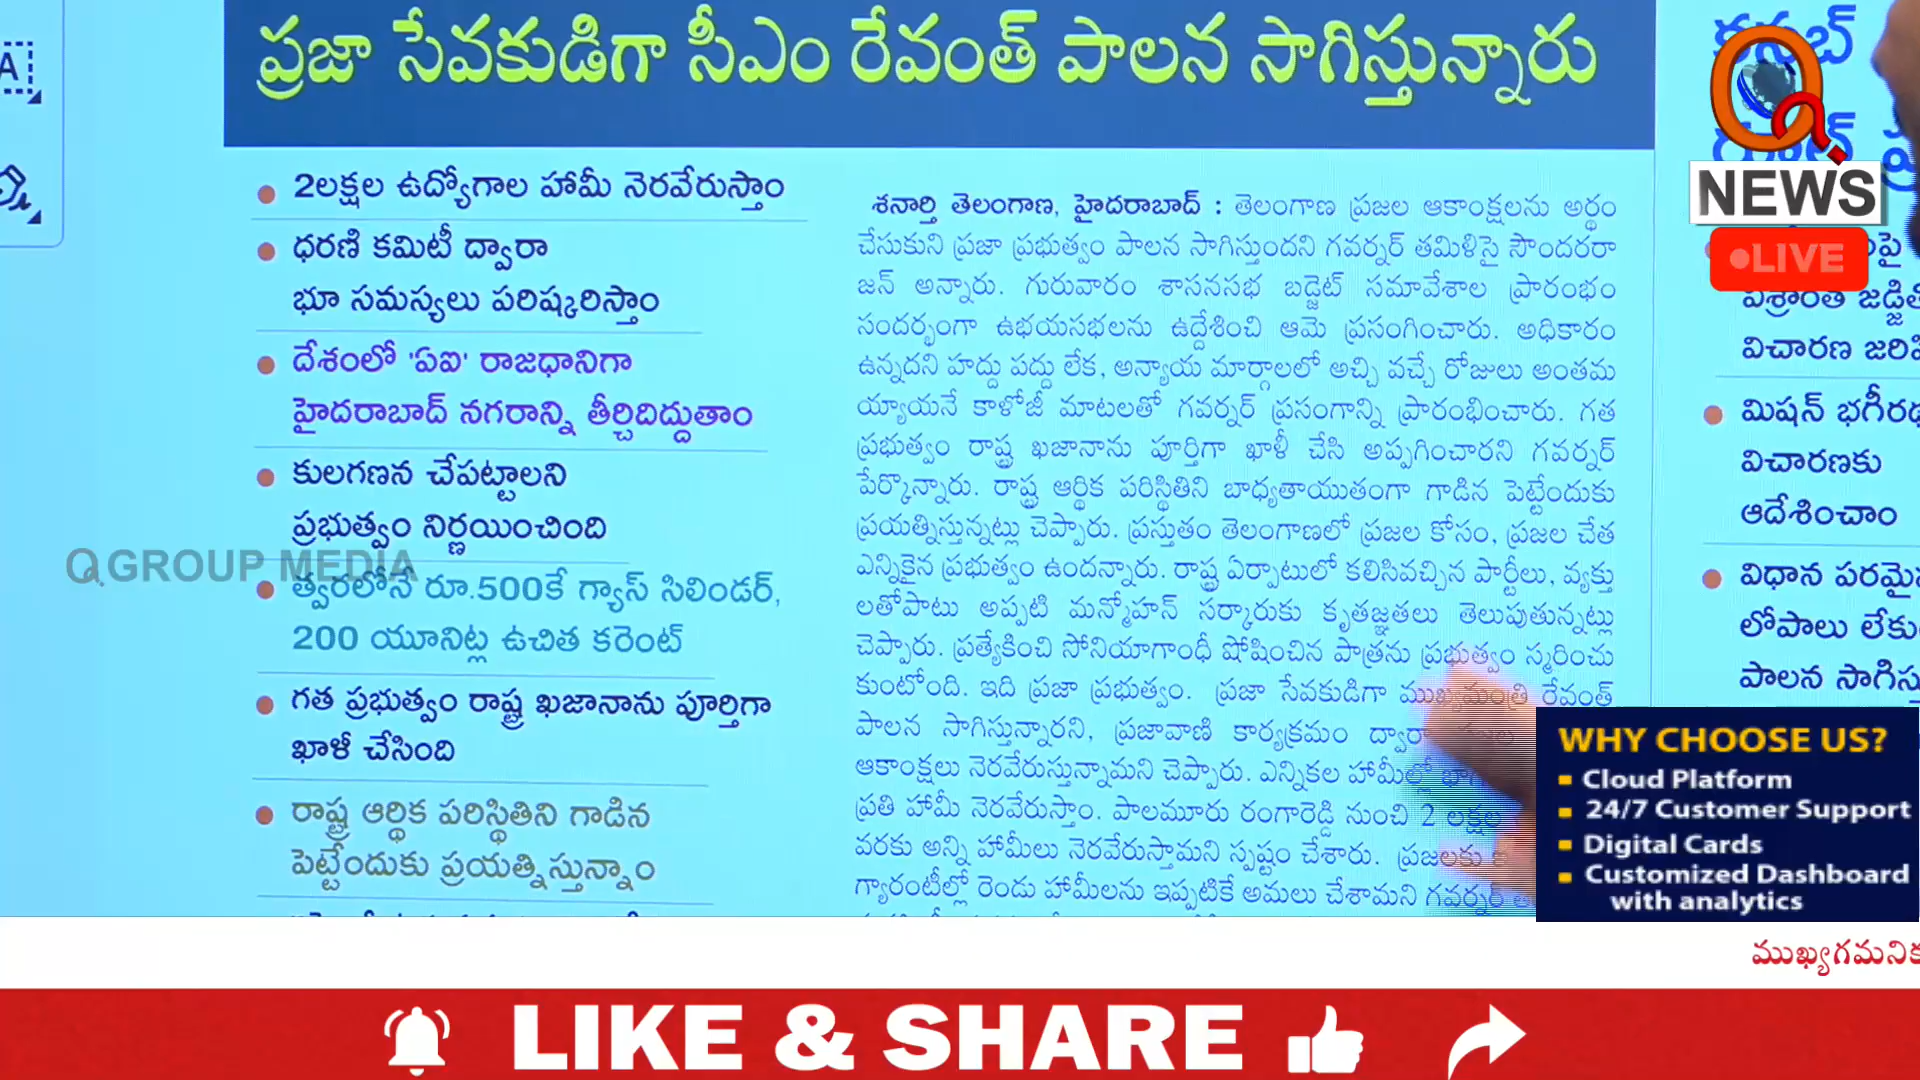 ప్రజా సేవకుడిగా సీఎం రేవంత్ పాలన సాగిస్తున్నారు
2లక్షల ఉద్యోగాల హామీ నెరవేరుస్తాం
ధరణి కమిటీ ద్వారా
భూ సమస్యలు పరిష్కరిస్తాం
దేశంలో 'ఏఐ' రాజధానిగా
హైదరాబాద్ నగరాన్ని తీర్చిదిద్దుతాం
కులగణన చేపట్టాలని
ప్రభుత్వం నిర్ణయించింది
త్వరలోనే రూ.500కే గ్యాస్ సిలిండర్,
200 యూనిట్ల ఉచిత కరెంట్
గత ప్రభుత్వం రాష్ట్ర ఖజానాను పూర్తిగా
ఖాళీ చేసింది
రాష్ట్ర ఆర్థిక పరిస్థితిని గాడిన
పెట్టేందుకు ప్రయత్నిస్తున్నాం
శనార్తి తెలంగాణ, హైదరాబాద్ : తెలంగాణ ప్రజల ఆకాంక్షలను అర్థం
చేసుకుని ప్రజా ప్రభుత్వం పాలన సాగిస్తుందని గవర్నర్ తమిళిసై సౌందరరా
జన్ అన్నారు. గురువారం శాసనసభ బడ్జెట్ సమావేశాల ప్రారంభం
సందర్భంగా ఉభయసభలను ఉద్దేశించి ఆమె ప్రసంగించారు. అధికారం
ఉన్నదని హద్దు పద్దు లేక, అన్యాయ మార్గాలలో అచ్చి వచ్చే రోజులు అంతమ
య్యాయనే కాళోజీ మాటలతో గవర్నర్ ప్రసంగాన్ని ప్రారంభించారు. గత
ప్రభుత్వం రాష్ట్ర ఖజానాను పూర్తిగా ఖాళీ చేసి అప్పగించారని గవర్నర్
పేర్కొన్నారు. రాష్ట్ర ఆర్థిక పరిస్థితిని బాధ్యతాయుతంగా గాడిన పెట్టేందుకు
ప్రయత్నిస్తున్నట్లు చెప్పారు. ప్రస్తుతం తెలంగాణలో ప్రజల కోసం, ప్రజల చేత
ఎన్నికైన ప్రభుత్వం ఉందన్నారు. రాష్ట్ర ఏర్పాటులో కలిసివచ్చిన పార్టీలు, వ్యక్తు
లతోపాటు అప్పటి మన్మోహన్ సర్కారుకు కృతజ్ఞతలు తెలుపుతున్నట్లు
చెప్పారు. ప్రత్యేకించి సోనియాగాంధీ పోషించిన పాత్రను ప్రభుత్వం స్మరించు
కుంటోంది. ఇది ప్రజా ప్రభుత్వం. ప్రజా సేవకుడిగా ముఖ్యమంత్రి రేవంత్
పాలన సాగిస్తున్నారని, ప్రజావాణి కార్యక్రమం ద్వారా
ఆకాంక్షలు నెరవేరుస్తున్నామని చెప్పారు. ఎన్నికల హామీల్లో
ప్రతి హామీ నెరవేరుస్తాం. పాలమూరు రంగారెడ్డి నుంచి 2 లక్షల
వరకు అన్ని హామీలు నెరవేరుస్తామని స్పష్టం చేశారు. ప్రజలకు
గ్యారంటీల్లో రెండు హామీలను ఇప్పటికే అమలు చేశామని గవర్నర్
విశ్రాంత
విచారణ
మిషన్
విచారణకు
ఆదేశించాం
విధాన
లోపాలు
పాలన
Q
NEWS
LIVE
Q GROUP MEDIA
WHY CHOOSE US?
Cloud Platform
24/7 Customer Support
Digital Cards
Customized Dashboard
with analytics
LIKE & SHARE